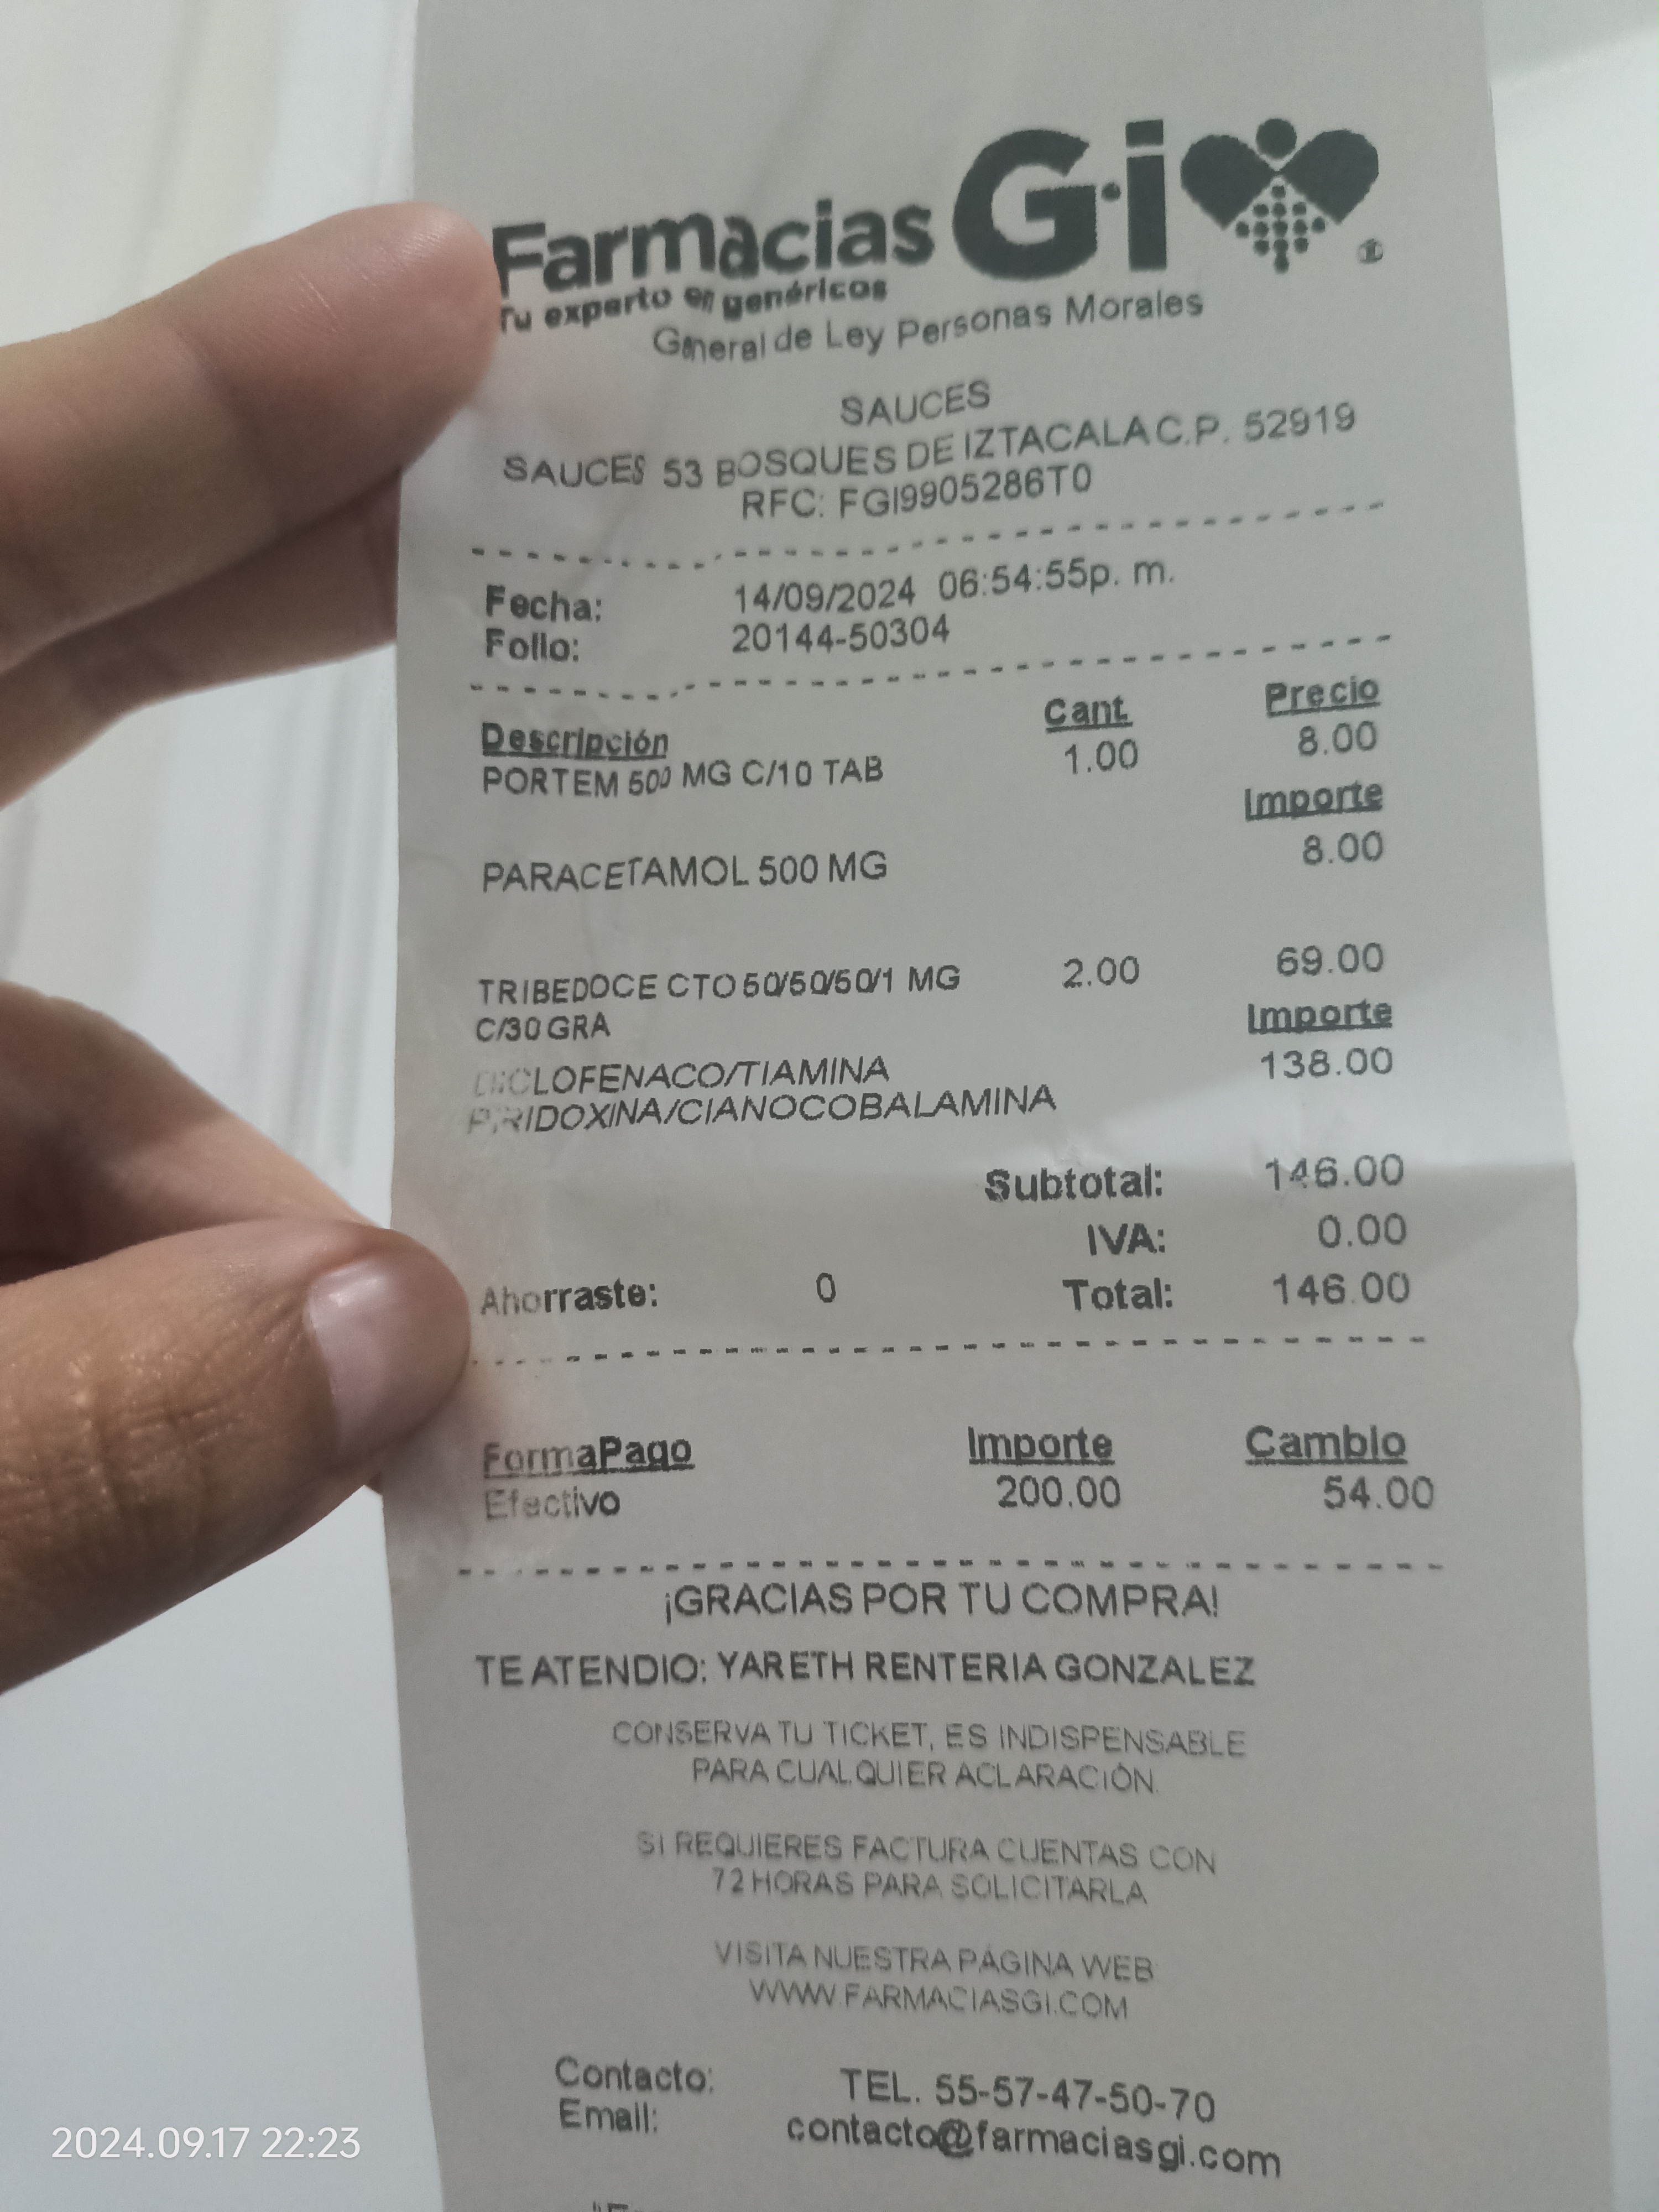 Farmacias Gi
Tu experto en genéricos
General de Ley Personas Morales
SAUCES
SAUCES 53 BOSQUES DE IZTACALA C.P. 52919
RFC: FGI9905286T0
Fecha: 14/09/2024 06:54:55p. m.
Folio: 20144-50304
Descripción Cant. Precio
PORTEM 500 MG C/10 TAB 1.00 8.00
Importe
PARACETAMOL 500 MG 8.00
TRIBEDOCE CTO 50/50/50/1 MG 2.00 69.00
C/30 GRA Importe
DICLOFENACO/TIAMINA 138.00
PIRIDOXINA/CIANOCOBALAMINA
Subtotal: 146.00
IVA: 0.00
Ahorraste: 0 Total: 146.00
FormaPago Importe Cambio
Efectivo 200.00 54.00
¡GRACIAS POR TU COMPRA!
TE ATENDIO: YARETH RENTERIA GONZALEZ
CONSERVA TU TICKET, ES INDISPENSABLE
PARA CUALQUIER ACLARACIÓN.
SI REQUIERES FACTURA CUENTAS CON
72 HORAS PARA SOLICITARLA
VISITA NUESTRA PÁGINA WEB
WWW.FARMACIASGI.COM
Contacto: TEL. 55-57-47-50-70
Email: contacto@farmaciasgi.com
2024.09.17 22:23